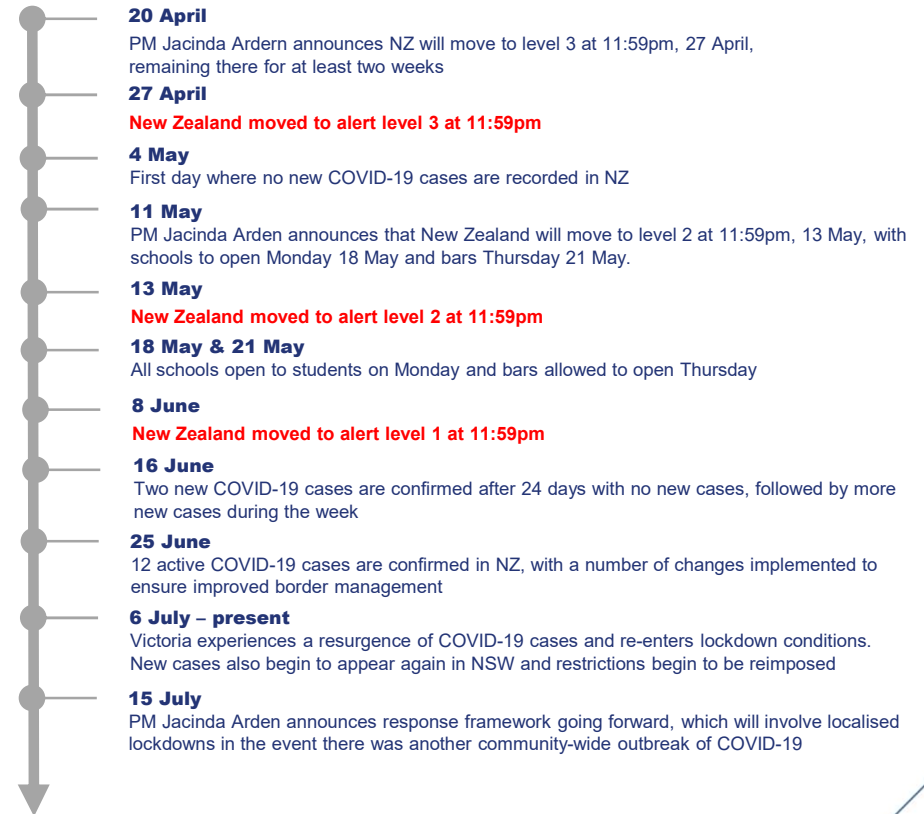 20 April
PM Jacinda Ardern announces NZ will move to level 3 at 11:59pm, 27 April,
remaining there for at least two weeks
27 April
New Zealand moved to alert level 3 at 11:59pm
4 May
First day where no new COVID-19 cases are recorded in NZ
11 May
PM Jacinda Arden announces that New Zealand will move to level 2 at 11:59pm, 13 May, with
schools to open Monday 18 May and bars Thursday 21 May.
13 May
New Zealand moved to alert level 2 at 11:59pm
18 May & 21 May
All schools open to students on Monday and bars allowed to open Thursday
8 June
New Zealand moved to alert level 1 at 11:59pm
16 June
Two new COVID-19 cases are confirmed after 24 days with no new cases, followed by more
new cases during the week
25 June
12 active COVID-19 cases are confirmed in NZ, with a number of changes implemented to
ensure improved border management
6 July – present
Victoria experiences a resurgence of COVID-19 cases and re-enters lockdown conditions.
New cases also begin to appear again in NSW and restrictions begin to be reimposed
15 July
PM Jacinda Arden announces response framework going forward, which will involve localised
lockdowns in the event there was another community-wide outbreak of COVID-19